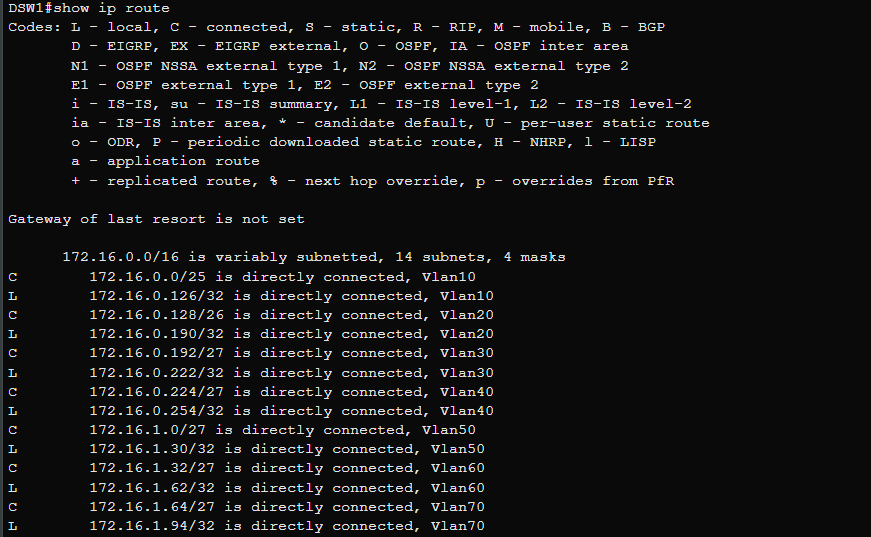 DSW1#show ip route
Codes: L - local, C - connected, S - static, R - RIP, M - mobile, B - BGP
D - EIGRP, EX - EIGRP external, O - OSPF, IA - OSPF inter area
N1 - OSPF NSSA external type 1, N2 - OSPF NSSA external type 2
E1 - OSPF external type 1, E2 - OSPF external type 2
i - IS-IS, su - IS-IS summary, L1 - IS-IS level-1, L2 - IS-IS level-2
ia - IS-IS inter area, * - candidate default, U - per-user static route
o - ODR, P - periodic downloaded static route, H - NHRP, l - LISP
a - application route
+ - replicated route, % - next hop override, p - overrides from PfR
Gateway of last resort is not set
172.16.0.0/16 is variably subnetted, 14 subnets, 4 masks
C 172.16.0.0/25 is directly connected, Vlan10
L 172.16.0.126/32 is directly connected, Vlan10
C 172.16.0.128/26 is directly connected, Vlan20
L 172.16.0.190/32 is directly connected, Vlan20
C 172.16.0.192/27 is directly connected, Vlan30
L 172.16.0.222/32 is directly connected, Vlan30
C 172.16.0.224/27 is directly connected, Vlan40
L 172.16.0.254/32 is directly connected, Vlan40
C 172.16.1.0/27 is directly connected, Vlan50
L 172.16.1.30/32 is directly connected, Vlan50
C 172.16.1.32/27 is directly connected, Vlan60
L 172.16.1.62/32 is directly connected, Vlan60
C 172.16.1.64/27 is directly connected, Vlan70
L 172.16.1.94/32 is directly connected, Vlan70